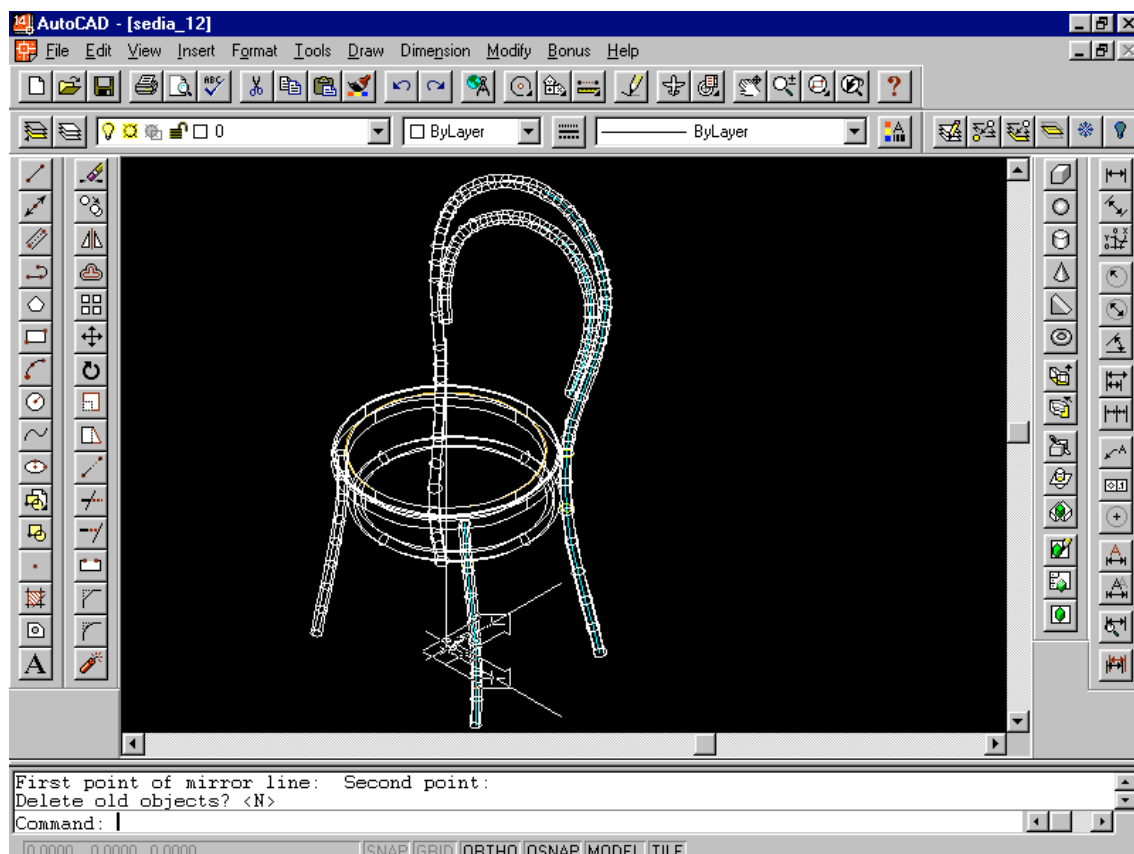 AutoCAD - [sedia_12]
File Edit View Insert Format Tools Draw Dimension Modify Bonus Help
ABC
0 ByLayer ByLayer
A
First point of mirror line:  Second point:
Delete old objects? <N>
Command:
0.0000, 0.0000, 0.0000 SNAP GRID ORTHO OSNAP MODEL TILE